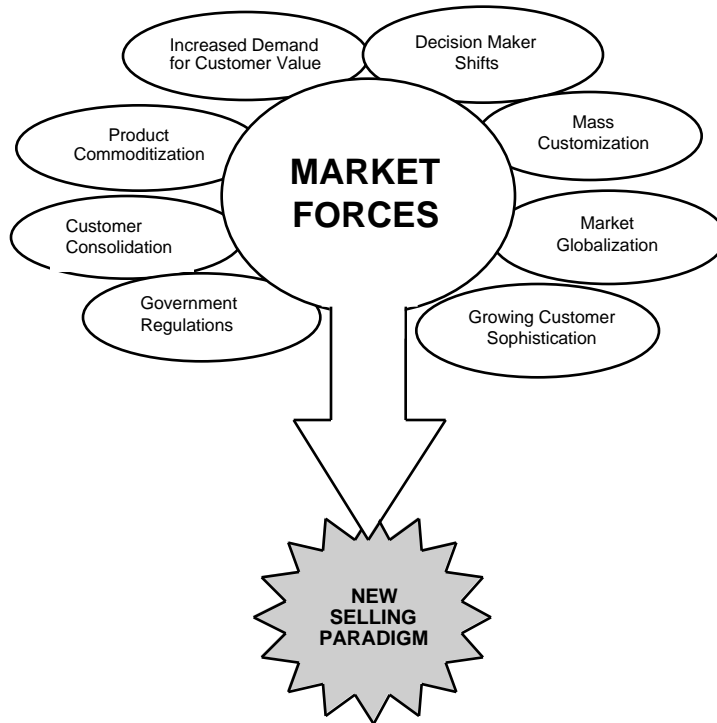 Increased Demand
for Customer Value
Decision Maker
Shifts
Product
Commoditization
Mass
Customization
MARKET
FORCES
Customer
Consolidation
Market
Globalization
Government
Regulations
Growing Customer
Sophistication
NEW
SELLING
PARADIGM